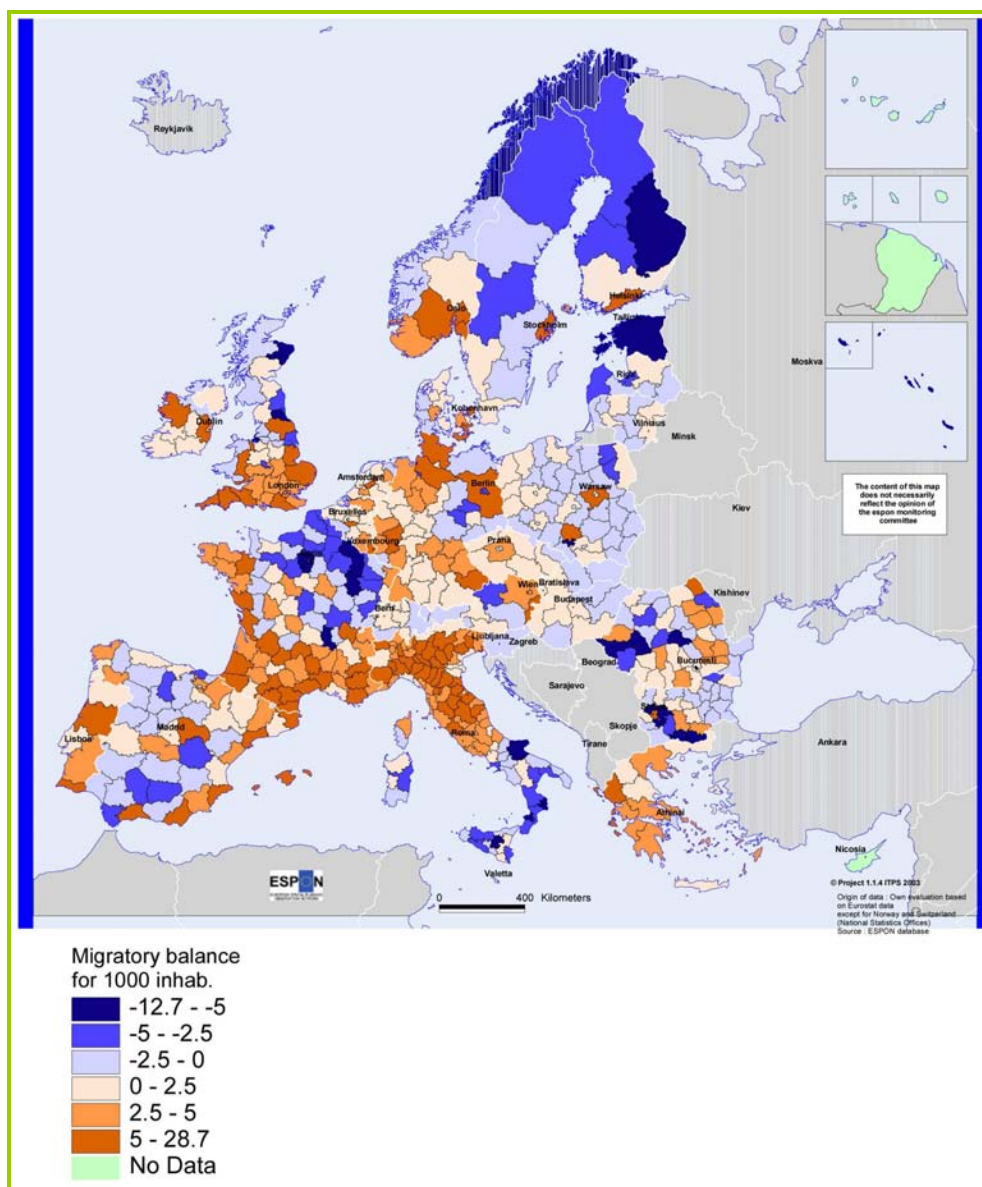 Reykjavik
Oslo
Helsinki
Stockholm
Riga
Moskva
Kobenhavn
Vilniaus
Minsk
Dublin
Amsterdam
Berlin
Warsaw
London
The content of this map
does not necessarily
reflect the opinion of
the espon monitoring
committee
Bruxelles
Kiev
Luxembourg
Praha
Wien
Bratislava
Kishinev
Budapest
Bern
Ljubljana
Zagreb
Beograd
Bucuresti
Sarajevo
Skopje
Madrid
Roma
Lisboa
Tirane
Ankara
Athinai
Nicosia
Valetta
ESPON
0 400 Kilometers
© Project 1.1.4 ITPS 2003
Origin of data : Own evaluation based
on Eurostat data
except for Norway and Switzerland
(National Statistics Offices)
Source : ESPON database
Migratory balance
for 1000 inhab.
-12.7 - -5
-5 - -2.5
-2.5 - 0
0 - 2.5
2.5 - 5
5 - 28.7
No Data